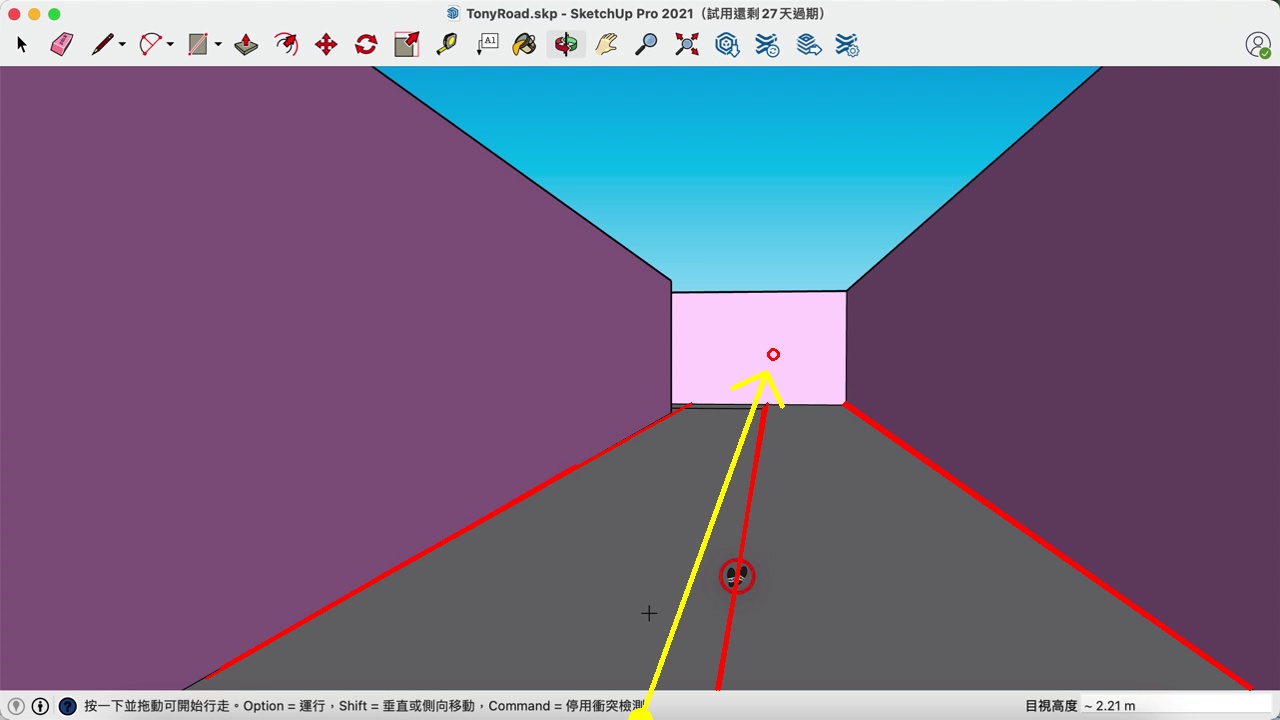 TonyRoad.skp - SketchUp Pro 2021（試用還剩 27 天過期）
A1
按一下並拖動可開始行走。Option = 運行，Shift = 垂直或側向移動，Command = 停用衝突檢測
目視高度 ~ 2.21 m